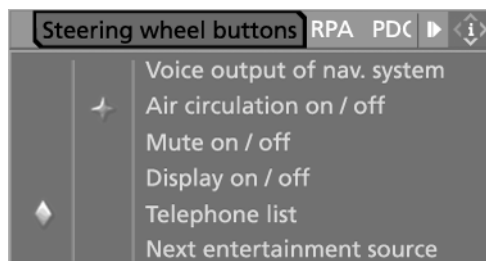 Steering wheel buttons RPA PDC i
Voice output of nav. system
Air circulation on / off
Mute on / off
Display on / off
Telephone list
Next entertainment source